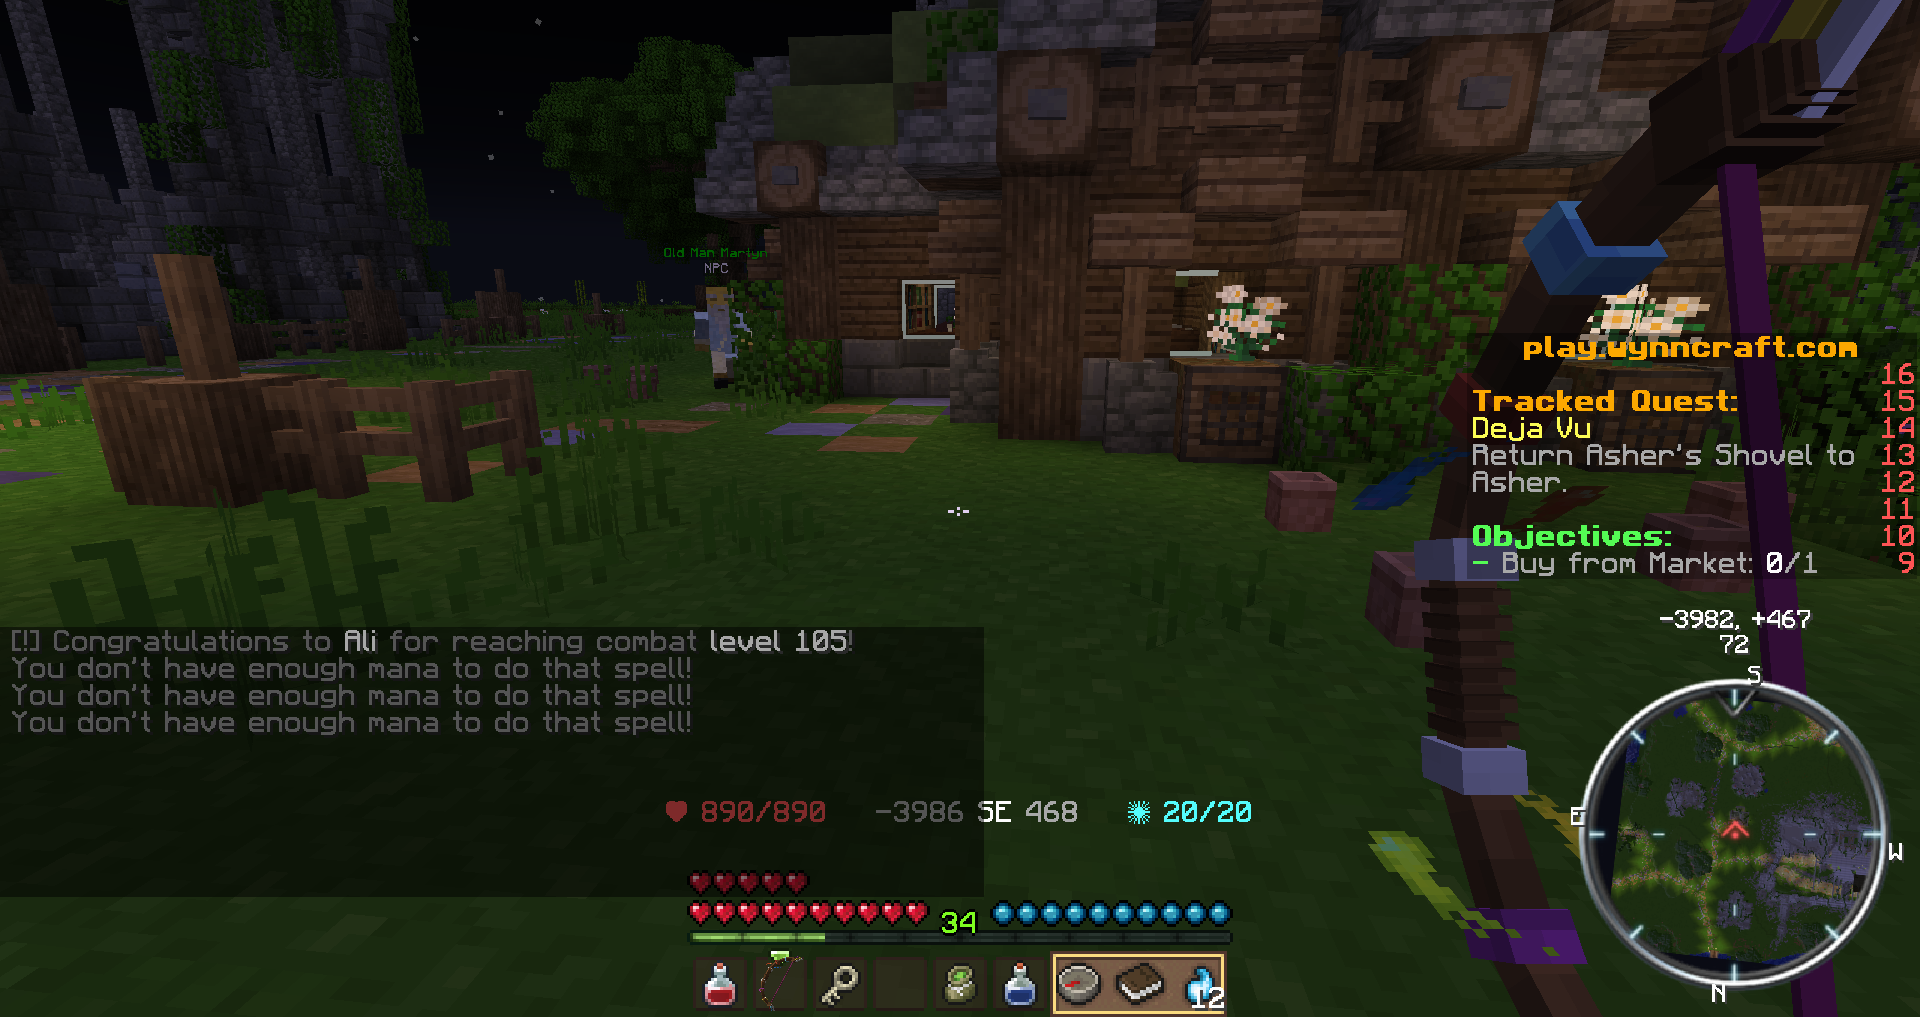 Old Man Martyn
NPC
play.wynncraft.com
16
Tracked Quest: 15
Deja Vu 14
Return Asher's Shovel to 13
Asher. 12
11
Objectives: 10
- Buy from Market: 0/1 9
-3982, +467
72
[!] Congratulations to Ali for reaching combat level 105!
You don't have enough mana to do that spell!
You don't have enough mana to do that spell!
You don't have enough mana to do that spell!
890/890 -3986 SE 468 20/20
34
12
S
E
W
N